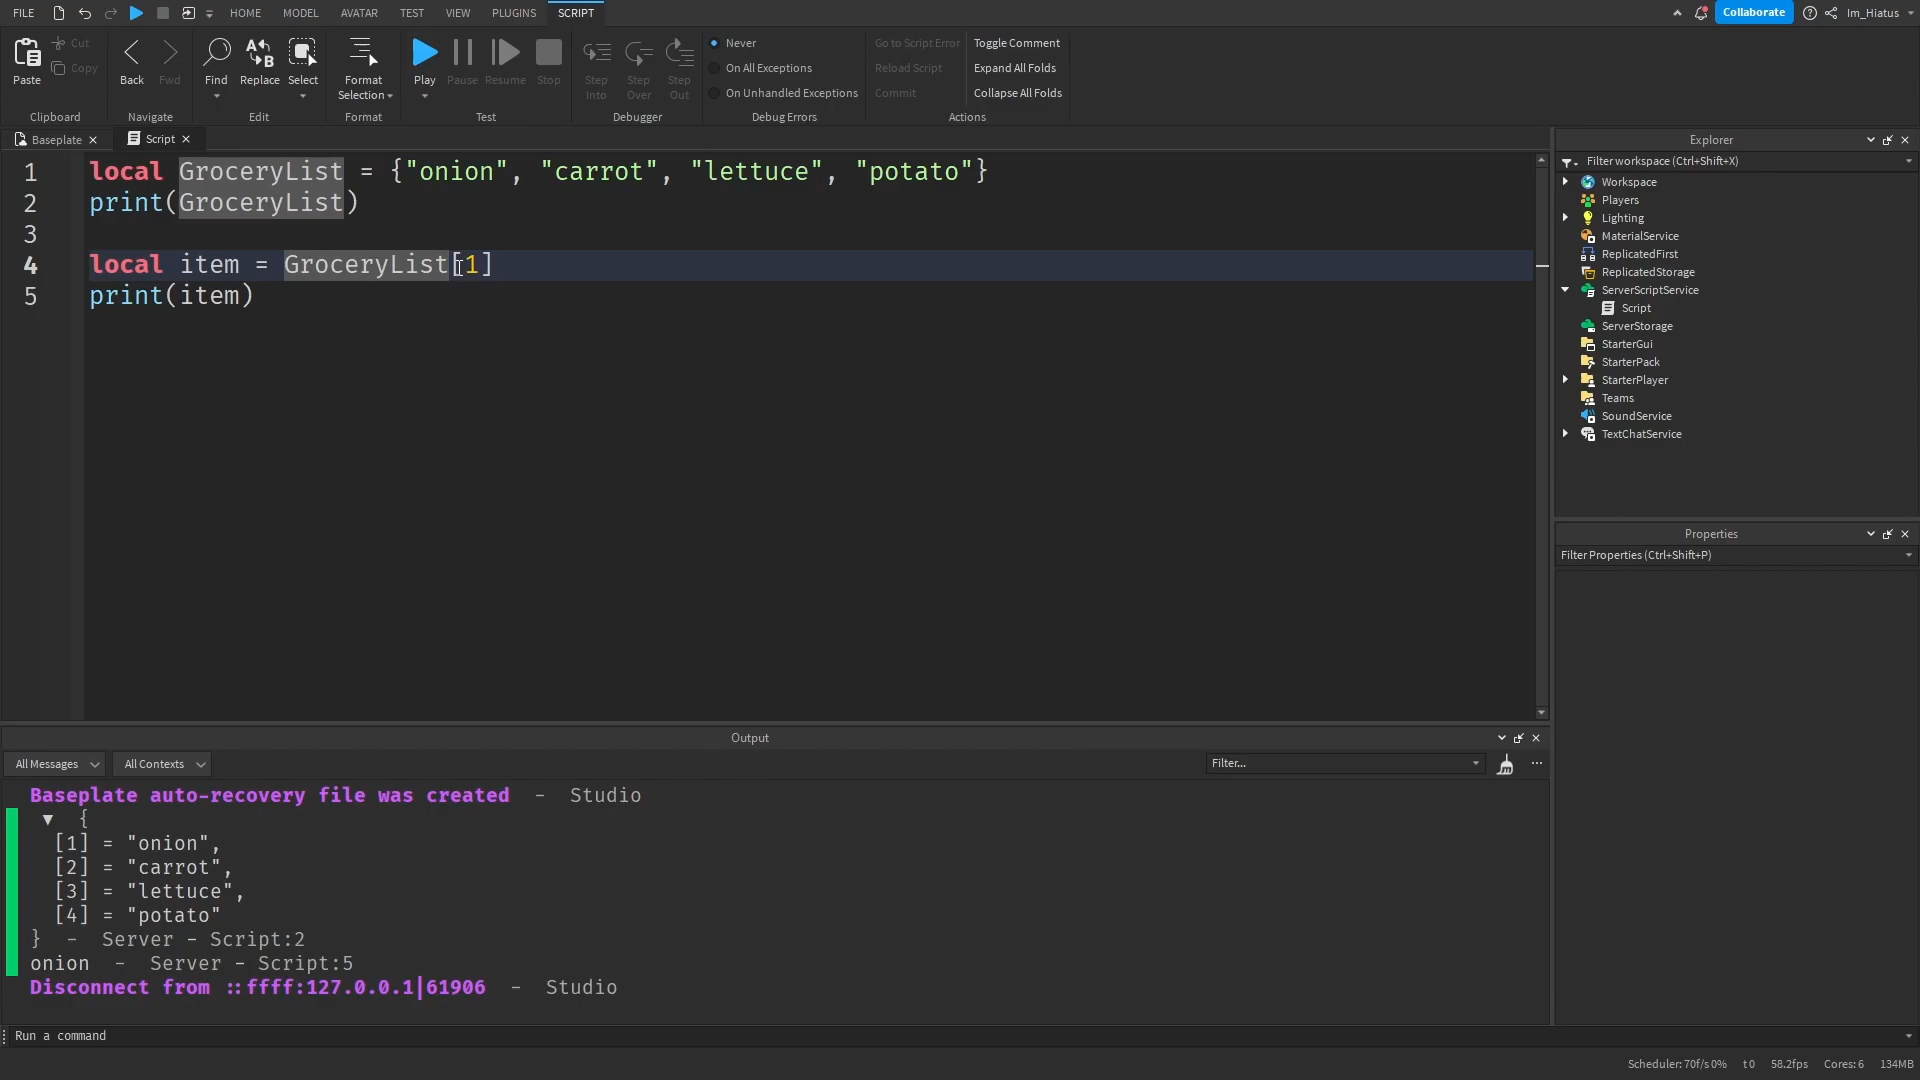 FILE HOME MODEL AVATAR TEST VIEW PLUGINS SCRIPT Collaborate Im_Hiatus
Paste Cut Copy Back Fwd Find Replace Select Format Selection Play Pause Resume Stop Step Into Step Over Step Out
Never
On All Exceptions
On Unhandled Exceptions
Go to Script Error
Reload Script
Commit
Toggle Comment
Expand All Folds
Collapse All Folds
Clipboard Navigate Edit Format Test Debugger Debug Errors Actions
Baseplate Script
1 local GroceryList = {"onion", "carrot", "lettuce", "potato"}
2 print(GroceryList)
3
4 local item = GroceryList[1]
5 print(item)
Explorer
Filter workspace (Ctrl+Shift+X)
Workspace
Players
Lighting
MaterialService
ReplicatedFirst
ReplicatedStorage
ServerScriptService
Script
ServerStorage
StarterGui
StarterPack
StarterPlayer
Teams
SoundService
TextChatService
Properties
Filter Properties (Ctrl+Shift+P)
Output
All Messages All Contexts Filter...
Baseplate auto-recovery file was created - Studio
▼ {
[1] = "onion",
[2] = "carrot",
[3] = "lettuce",
[4] = "potato"
} - Server - Script:2
onion - Server - Script:5
Disconnect from ::ffff:127.0.0.1|61906 - Studio
Run a command
Scheduler: 70f/s 0% t 0 58.2fps Cores: 6 134MB